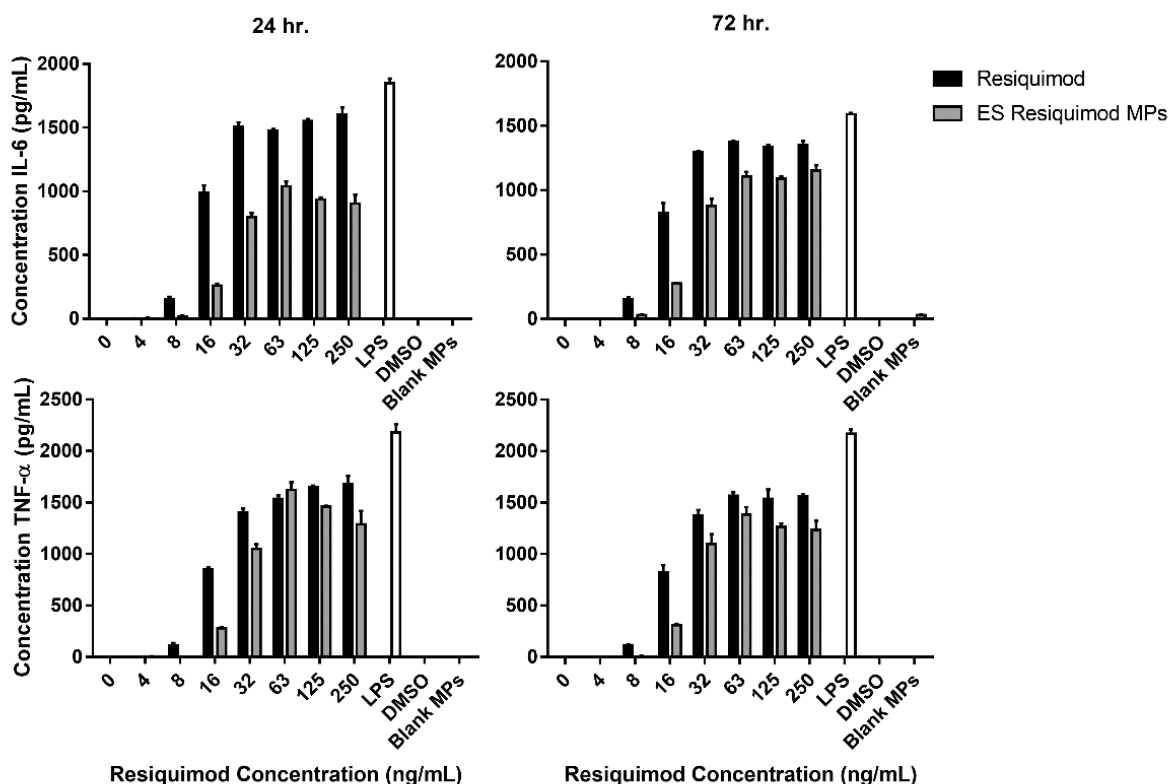 24 hr.
72 hr.
Resiquimod
ES Resiquimod MPs
Concentration IL-6 (pg/mL)
2000
1500
1000
500
0
0 4 8 16 32 63 125 250 LPS DMSO Blank MPs
2000
1500
1000
500
0
0 4 8 16 32 63 125 250 LPS DMSO Blank MPs
Concentration TNF-α (pg/mL)
2500
2000
1500
1000
500
0
0 4 8 16 32 63 125 250 LPS DMSO Blank MPs
Resiquimod Concentration (ng/mL)
2500
2000
1500
1000
500
0
0 4 8 16 32 63 125 250 LPS DMSO Blank MPs
Resiquimod Concentration (ng/mL)